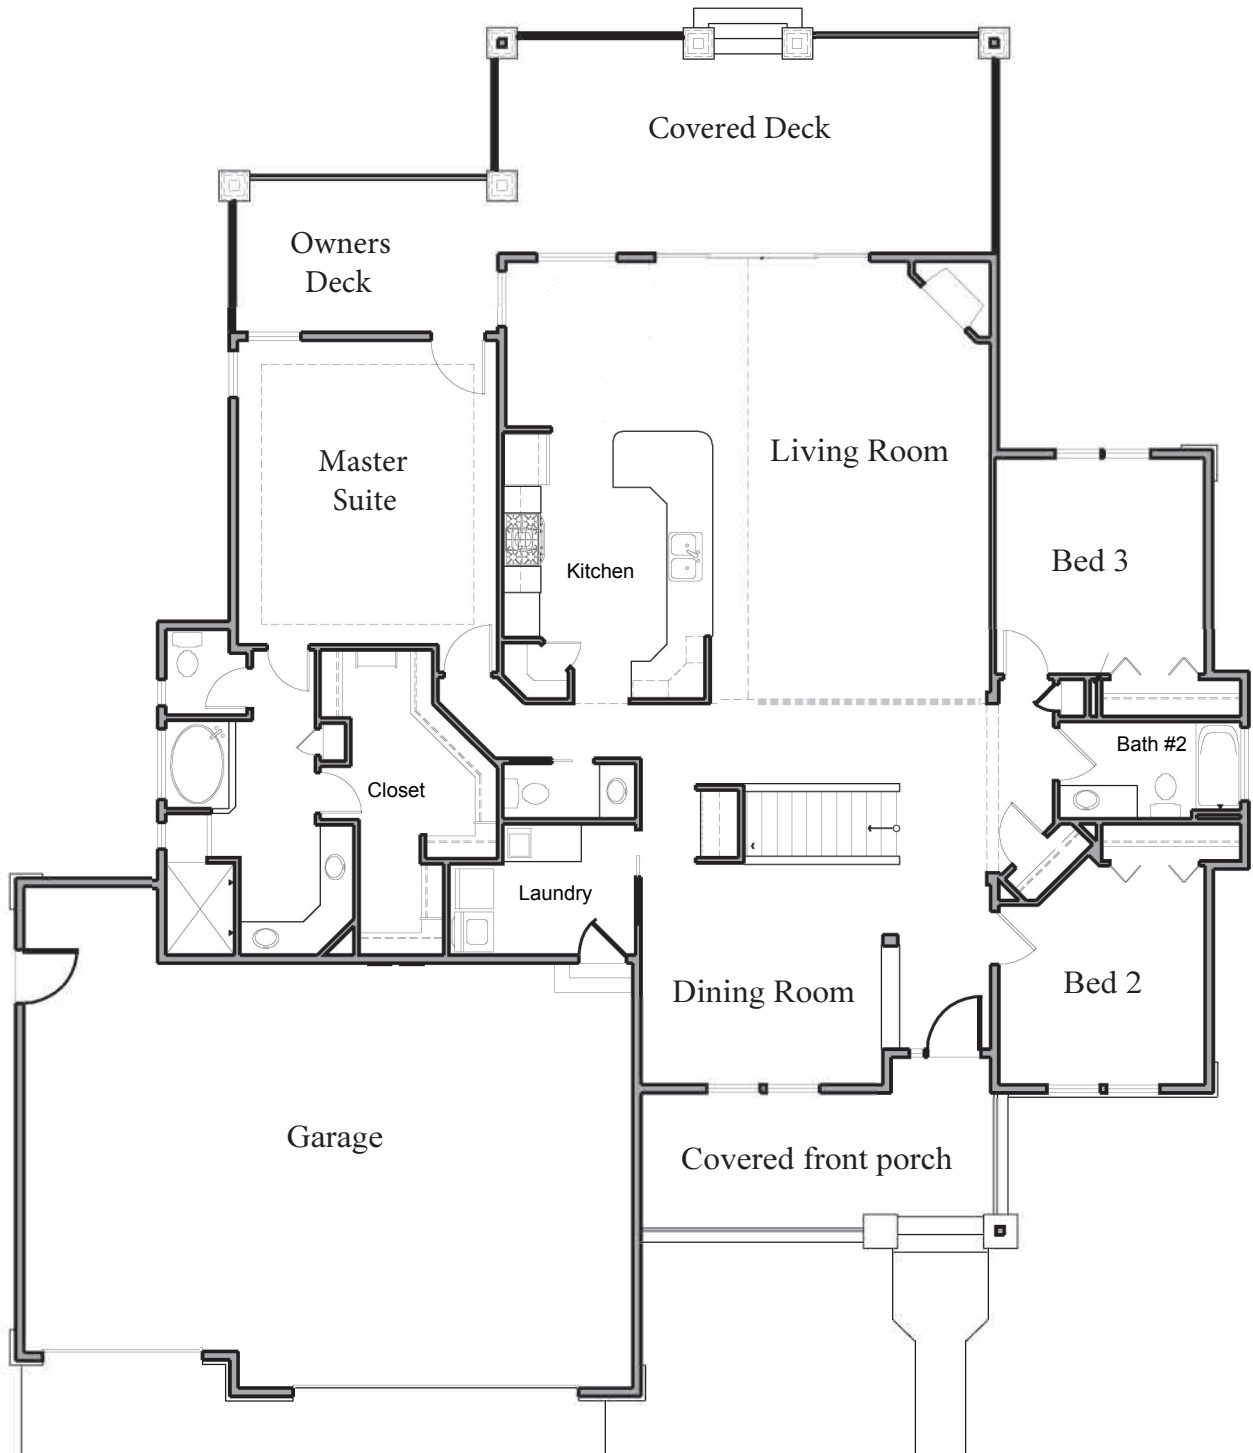 Covered Deck
Owners
Deck
Living Room
Master
Suite
Bed 3
Kitchen
Bath #2
Closet
Laundry
Bed 2
Dining Room
Garage
Covered front porch